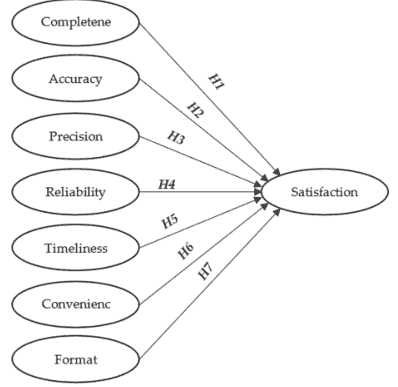 Completene
H1
Accuracy
H2
Precision
H3
Reliability
H4
Satisfaction
Timeliness
H5
Convenienc
H6
Format
H7